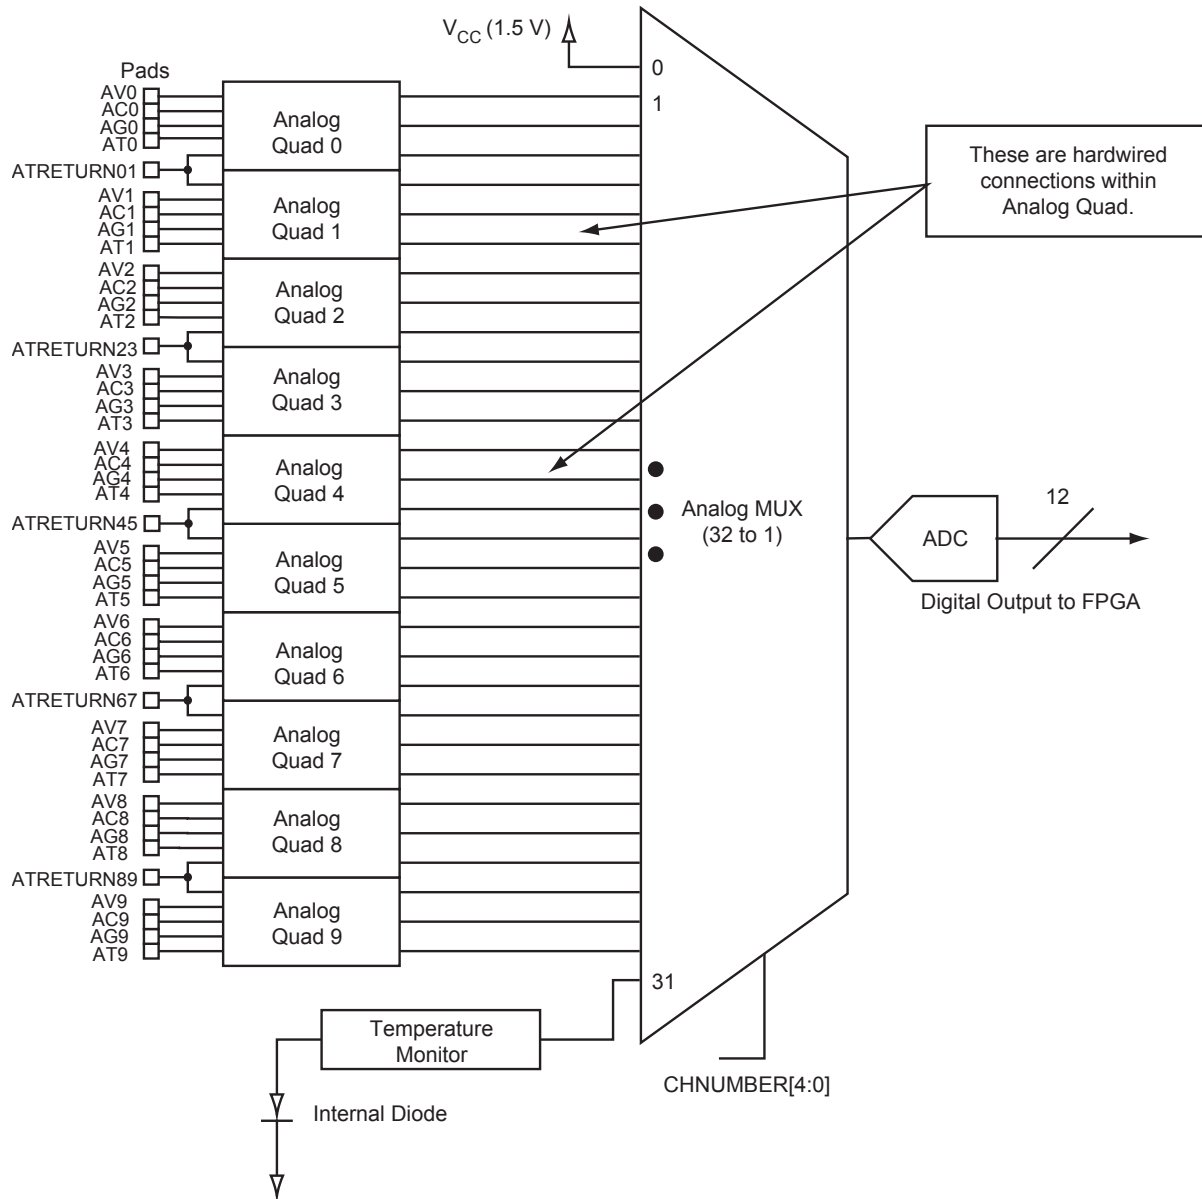 V_CC (1.5 V)
0
1
Pads
AV0
AC0
AG0
AT0
Analog
Quad 0
ATRETURN01
AV1
AC1
AG1
AT1
Analog
Quad 1
These are hardwired
connections within
Analog Quad.
AV2
AC2
AG2
AT2
Analog
Quad 2
ATRETURN23
AV3
AC3
AG3
AT3
Analog
Quad 3
AV4
AC4
AG4
AT4
Analog
Quad 4
ATRETURN45
Analog MUX
(32 to 1)
ADC
12
Digital Output to FPGA
AV5
AC5
AG5
AT5
Analog
Quad 5
AV6
AC6
AG6
AT6
Analog
Quad 6
ATRETURN67
AV7
AC7
AG7
AT7
Analog
Quad 7
AV8
AC8
AG8
AT8
Analog
Quad 8
ATRETURN89
AV9
AC9
AG9
AT9
Analog
Quad 9
31
Temperature
Monitor
CHNUMBER[4:0]
Internal Diode